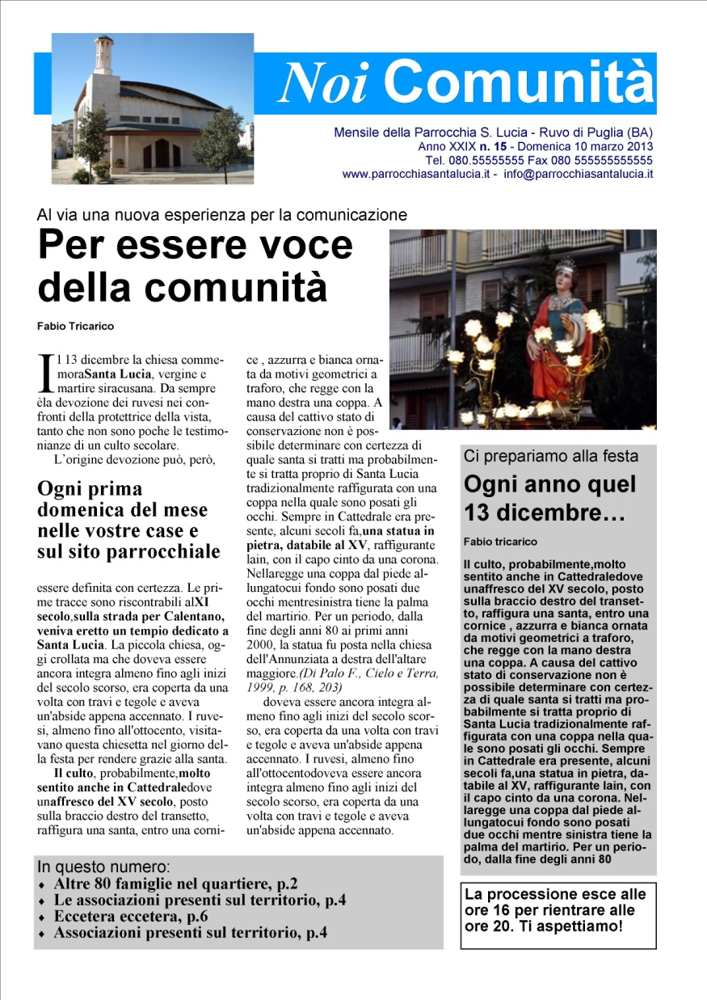 Noi Comunità
Mensile della Parrocchia S. Lucia - Ruvo di Puglia (BA)
Anno XXIX n. 15 - Domenica 10 marzo 2013
Tel. 080.55555555 Fax 080 555555555555
www.parrocchiasantalucia.it - info@parrocchiasantalucia.it
Al via una nuova esperienza per la comunicazione
Per essere voce
della comunità
Fabio Tricarico
Il 13 dicembre la chiesa comme-
moraSanta Lucia, vergine e
martire siracusana. Da sempre
èla devozione dei ruvesi nei con-
fronti della protettrice della vista,
tanto che non sono poche le testimo-
nianze di un culto secolare.
L'origine devozione può, però,
Ogni prima
domenica del mese
nelle vostre case e
sul sito parrocchiale
essere definita con certezza. Le pri-
me tracce sono riscontrabili alXI
secolo,sulla strada per Calentano,
veniva eretto un tempio dedicato a
Santa Lucia. La piccola chiesa, og-
gi crollata ma che doveva essere
ancora integra almeno fino agli inizi
del secolo scorso, era coperta da una
volta con travi e tegole e aveva
un'abside appena accennato. I ruve-
si, almeno fino all'ottocento, visita-
vano questa chiesetta nel giorno del-
la festa per rendere grazie alla santa.
Il culto, probabilmente,molto
sentito anche in Cattedraledove
unaffresco del XV secolo, posto
sulla braccio destro del transetto,
raffigura una santa, entro una corni-
ce , azzurra e bianca orna-
ta da motivi geometrici a
traforo, che regge con la
mano destra una coppa. A
causa del cattivo stato di
conservazione non è pos-
sibile determinare con certezza di
quale santa si tratti ma probabilmen-
te si tratta proprio di Santa Lucia
tradizionalmente raffigurata con una
coppa nella quale sono posati gli
occhi. Sempre in Cattedrale era pre-
sente, alcuni secoli fa,una statua in
pietra, databile al XV, raffigurante
lain, con il capo cinto da una corona.
Nellaregge una coppa dal piede al-
lungatocui fondo sono posati due
occhi mentresinistra tiene la palma
del martirio. Per un periodo, dalla
fine degli anni 80 ai primi anni
2000, la statua fu posta nella chiesa
dell'Annunziata a destra dell'altare
maggiore.(Di Palo F., Cielo e Terra,
1999, p. 168, 203)
doveva essere ancora integra al-
meno fino agli inizi del secolo scor-
so, era coperta da una volta con travi
e tegole e aveva un'abside appena
accennato. I ruvesi, almeno fino
all'ottocentodoveva essere ancora
integra almeno fino agli inizi del
secolo scorso, era coperta da una
volta con travi e tegole e aveva
un'abside appena accennato.
Ci prepariamo alla festa
Ogni anno quel
13 dicembre…
Fabio tricarico
Il culto, probabilmente,molto
sentito anche in Cattedraledove
unaffresco del XV secolo, posto
sulla braccio destro del transet-
to, raffigura una santa, entro una
cornice , azzurra e bianca ornata
da motivi geometrici a traforo,
che regge con la mano destra
una coppa. A causa del cattivo
stato di conservazione non è
possibile determinare con certez-
za di quale santa si tratti ma pro-
babilmente si tratta proprio di
Santa Lucia tradizionalmente raf-
figurata con una coppa nella qua-
le sono posati gli occhi. Sempre
in Cattedrale era presente, alcuni
secoli fa,una statua in pietra, da-
tabile al XV, raffigurante lain, con
il capo cinto da una corona. Nel-
laregge una coppa dal piede al-
lungatocui fondo sono posati
due occhi mentre sinistra tiene la
palma del martirio. Per un perio-
do, dalla fine degli anni 80
In questo numero:
♦ Altre 80 famiglie nel quartiere, p.2
♦ Le associazioni presenti sul territorio, p.4
♦ Eccetera eccetera, p.6
♦ Associazioni presenti sul territorio, p.4
La processione esce alle
ore 16 per rientrare alle
ore 20. Ti aspettiamo!